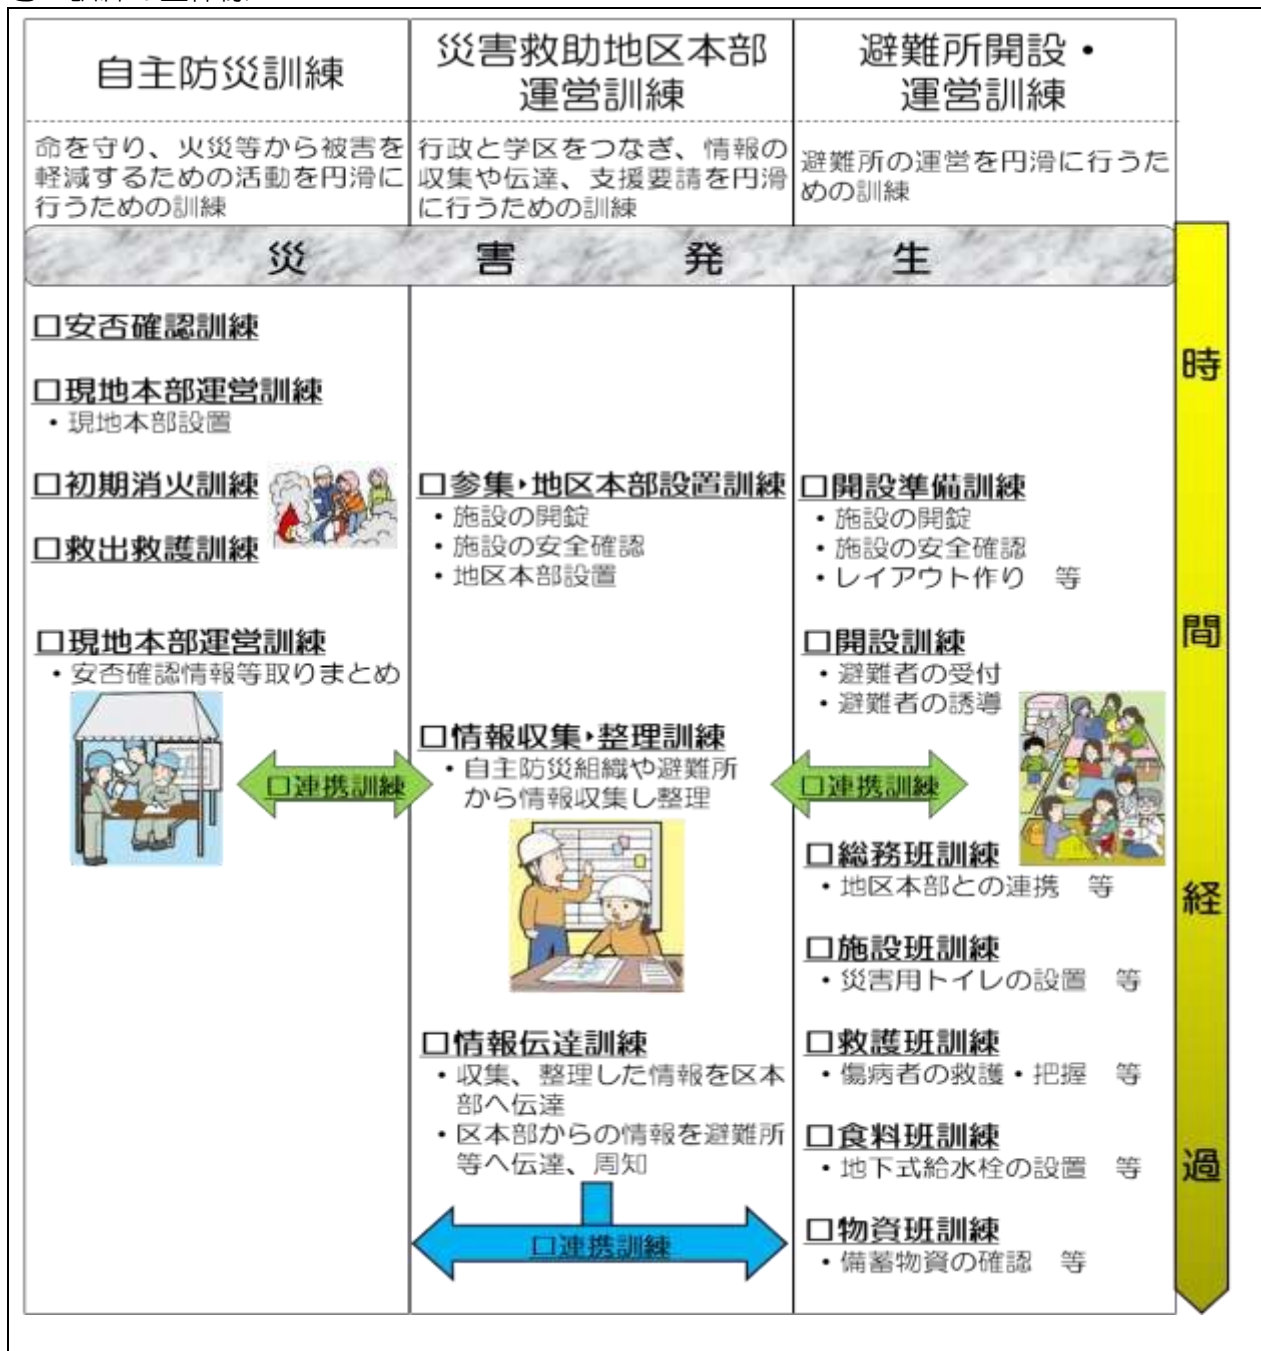 自主防災訓練
命を守り、火災等から被害を
軽減するための活動を円滑に
行うための訓練
災害救助地区本部
運営訓練
行政と学区をつなぎ、情報の
収集や伝達、支援要請を円滑
に行うための訓練
避難所開設・
運営訓練
避難所の運営を円滑に行うた
めの訓練
災 害 発 生
□安否確認訓練
□現地本部運営訓練
・現地本部設置
□初期消火訓練
□救出救護訓練
□現地本部運営訓練
・安否確認情報等取りまとめ
□連携訓練
□参集・地区本部設置訓練
・施設の開錠
・施設の安全確認
・地区本部設置
□情報収集・整理訓練
・自主防災組織や避難所
から情報収集し整理
□情報伝達訓練
・収集、整理した情報を区本
部へ伝達
・区本部からの情報を避難所
等へ伝達、周知
□連携訓練
□開設準備訓練
・施設の開錠
・施設の安全確認
・レイアウト作り 等
□開設訓練
・避難者の受付
・避難者の誘導
□連携訓練
□総務班訓練
・地区本部との連携 等
□施設班訓練
・災害用トイレの設置 等
□救護班訓練
・傷病者の救護・把握 等
□食料班訓練
・地下式給水栓の設置 等
□物資班訓練
・備蓄物資の確認 等
時間経過